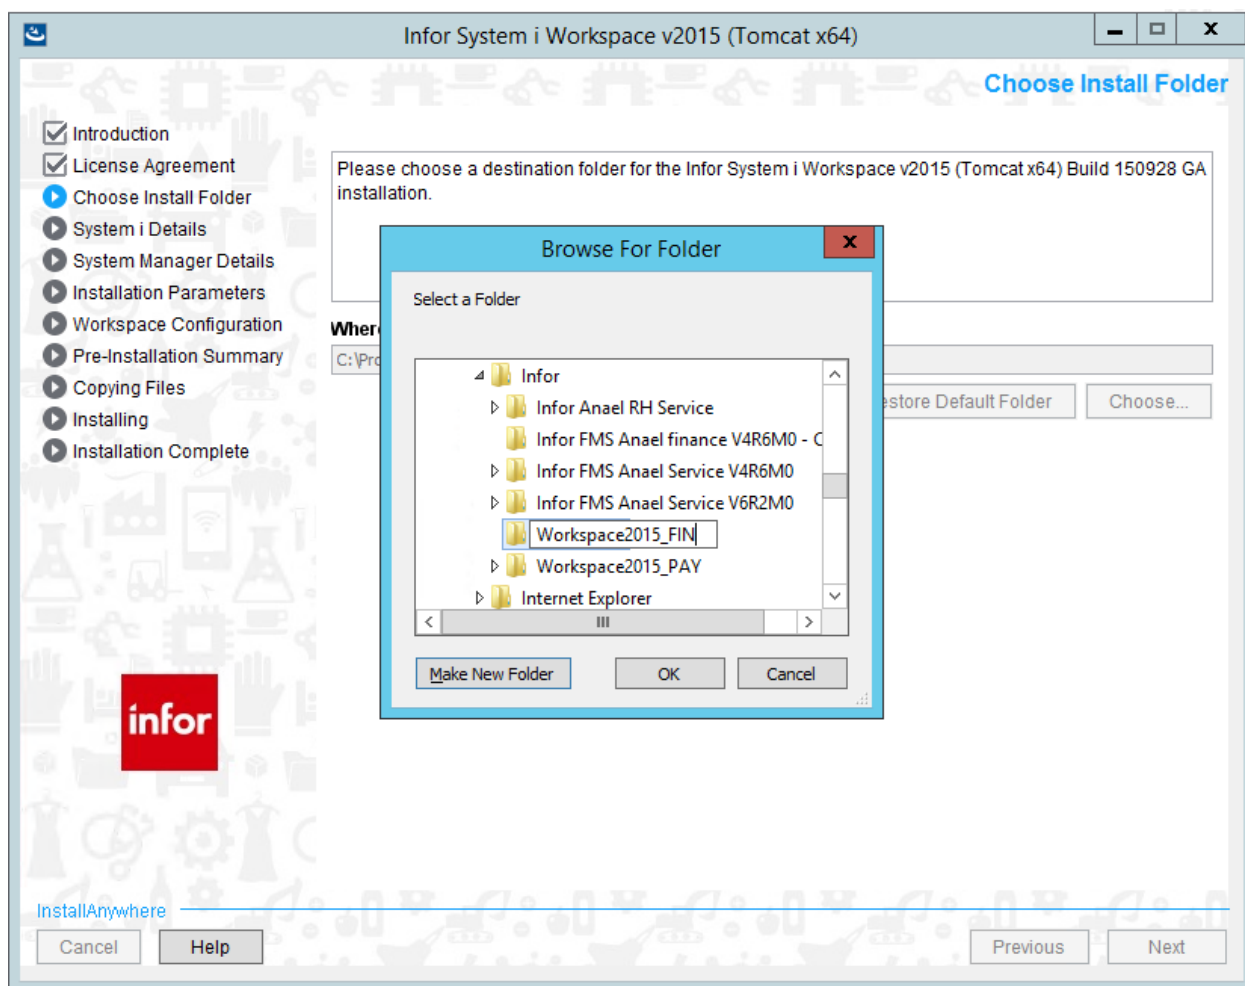 Infor System i Workspace v2015 (Tomcat x64)
Choose Install Folder
Introduction
License Agreement
Choose Install Folder
System i Details
System Manager Details
Installation Parameters
Workspace Configuration
Pre-Installation Summary
Copying Files
Installing
Installation Complete
Please choose a destination folder for the Infor System i Workspace v2015 (Tomcat x64) Build 150928 GA
installation.
Browse For Folder
Select a Folder
Infor
Infor Anael RH Service
Infor FMS Anael finance V4R6M0 - C
Infor FMS Anael Service V4R6M0
Infor FMS Anael Service V6R2M0
Workspace2015_FIN
Workspace2015_PAY
Internet Explorer
Make New Folder
OK
Cancel
C:\Pro
Choose...
Default Folder
infor
InstallAnywhere
Cancel
Help
Previous
Next